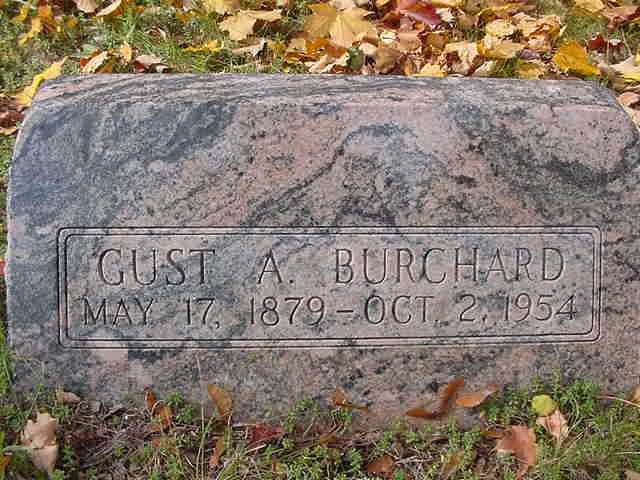 GUST A. BURCHARD
MAY 17, 1879 - OCT. 2, 1954